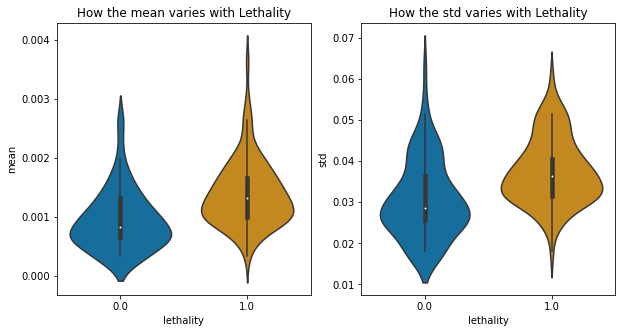 How the mean varies with Lethality
0.004
0.003
0.002
0.001
0.000
mean
0.0
1.0
lethality
How the std varies with Lethality
0.07
0.06
0.05
0.04
0.03
0.02
0.01
std
0.0
1.0
lethality